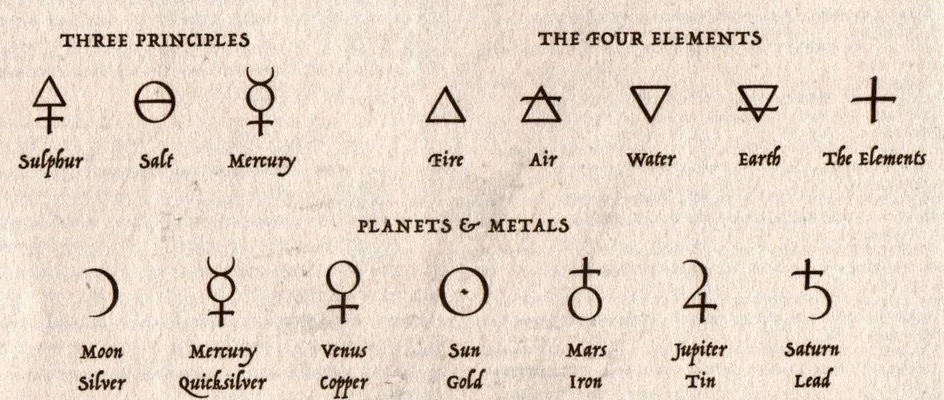 THREE PRINCIPLES
Sulphur Salt Mercury
THE FOUR ELEMENTS
Fire Air Water Earth The Elements
PLANETS & METALS
Moon Mercury Venus Sun Mars Jupiter Saturn
Silver Quicksilver Copper Gold Iron Tin Lead